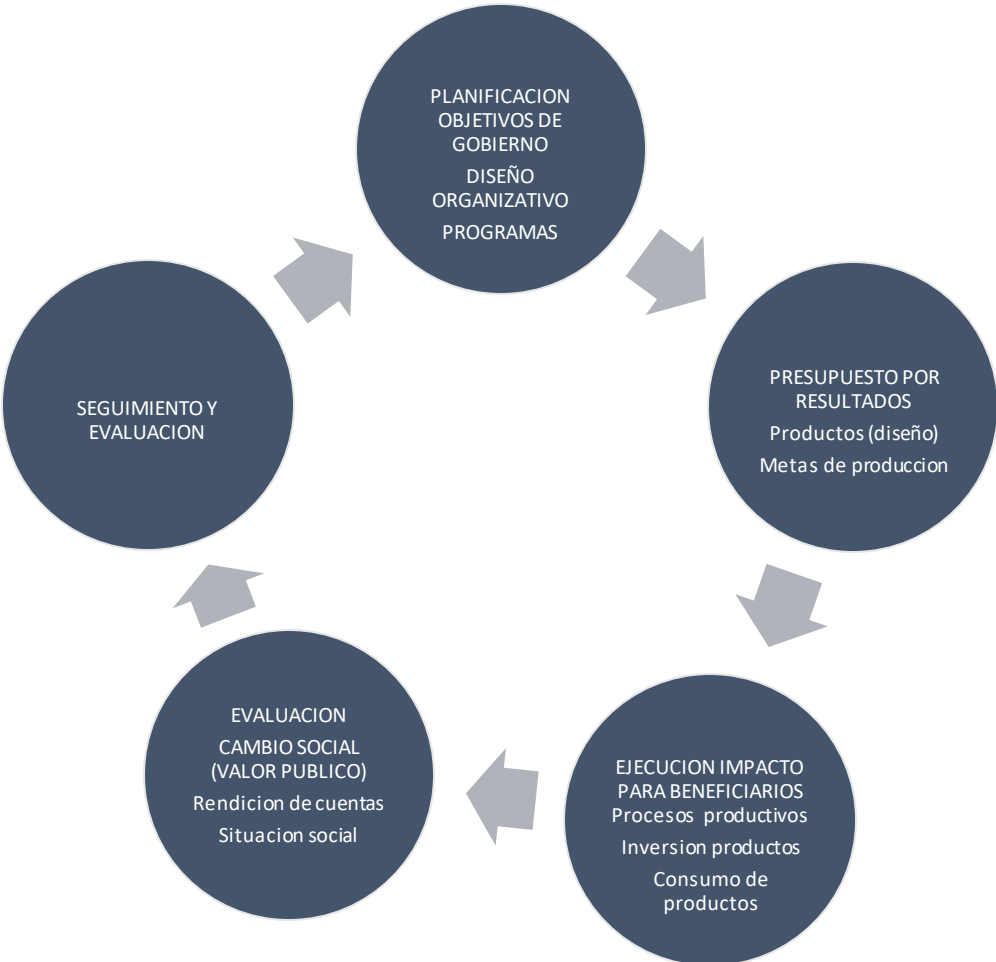 PLANIFICACION
OBJETIVOS DE
GOBIERNO
DISEÑO
ORGANIZATIVO
PROGRAMAS
PRESUPUESTO POR
RESULTADOS
Productos (diseño)
Metas de produccion
EJECUCION IMPACTO
PARA BENEFICIARIOS
Procesos productivos
Inversion productos
Consumo de
productos
EVALUACION
CAMBIO SOCIAL
(VALOR PUBLICO)
Rendicion de cuentas
Situacion social
SEGUIMIENTO Y
EVALUACION